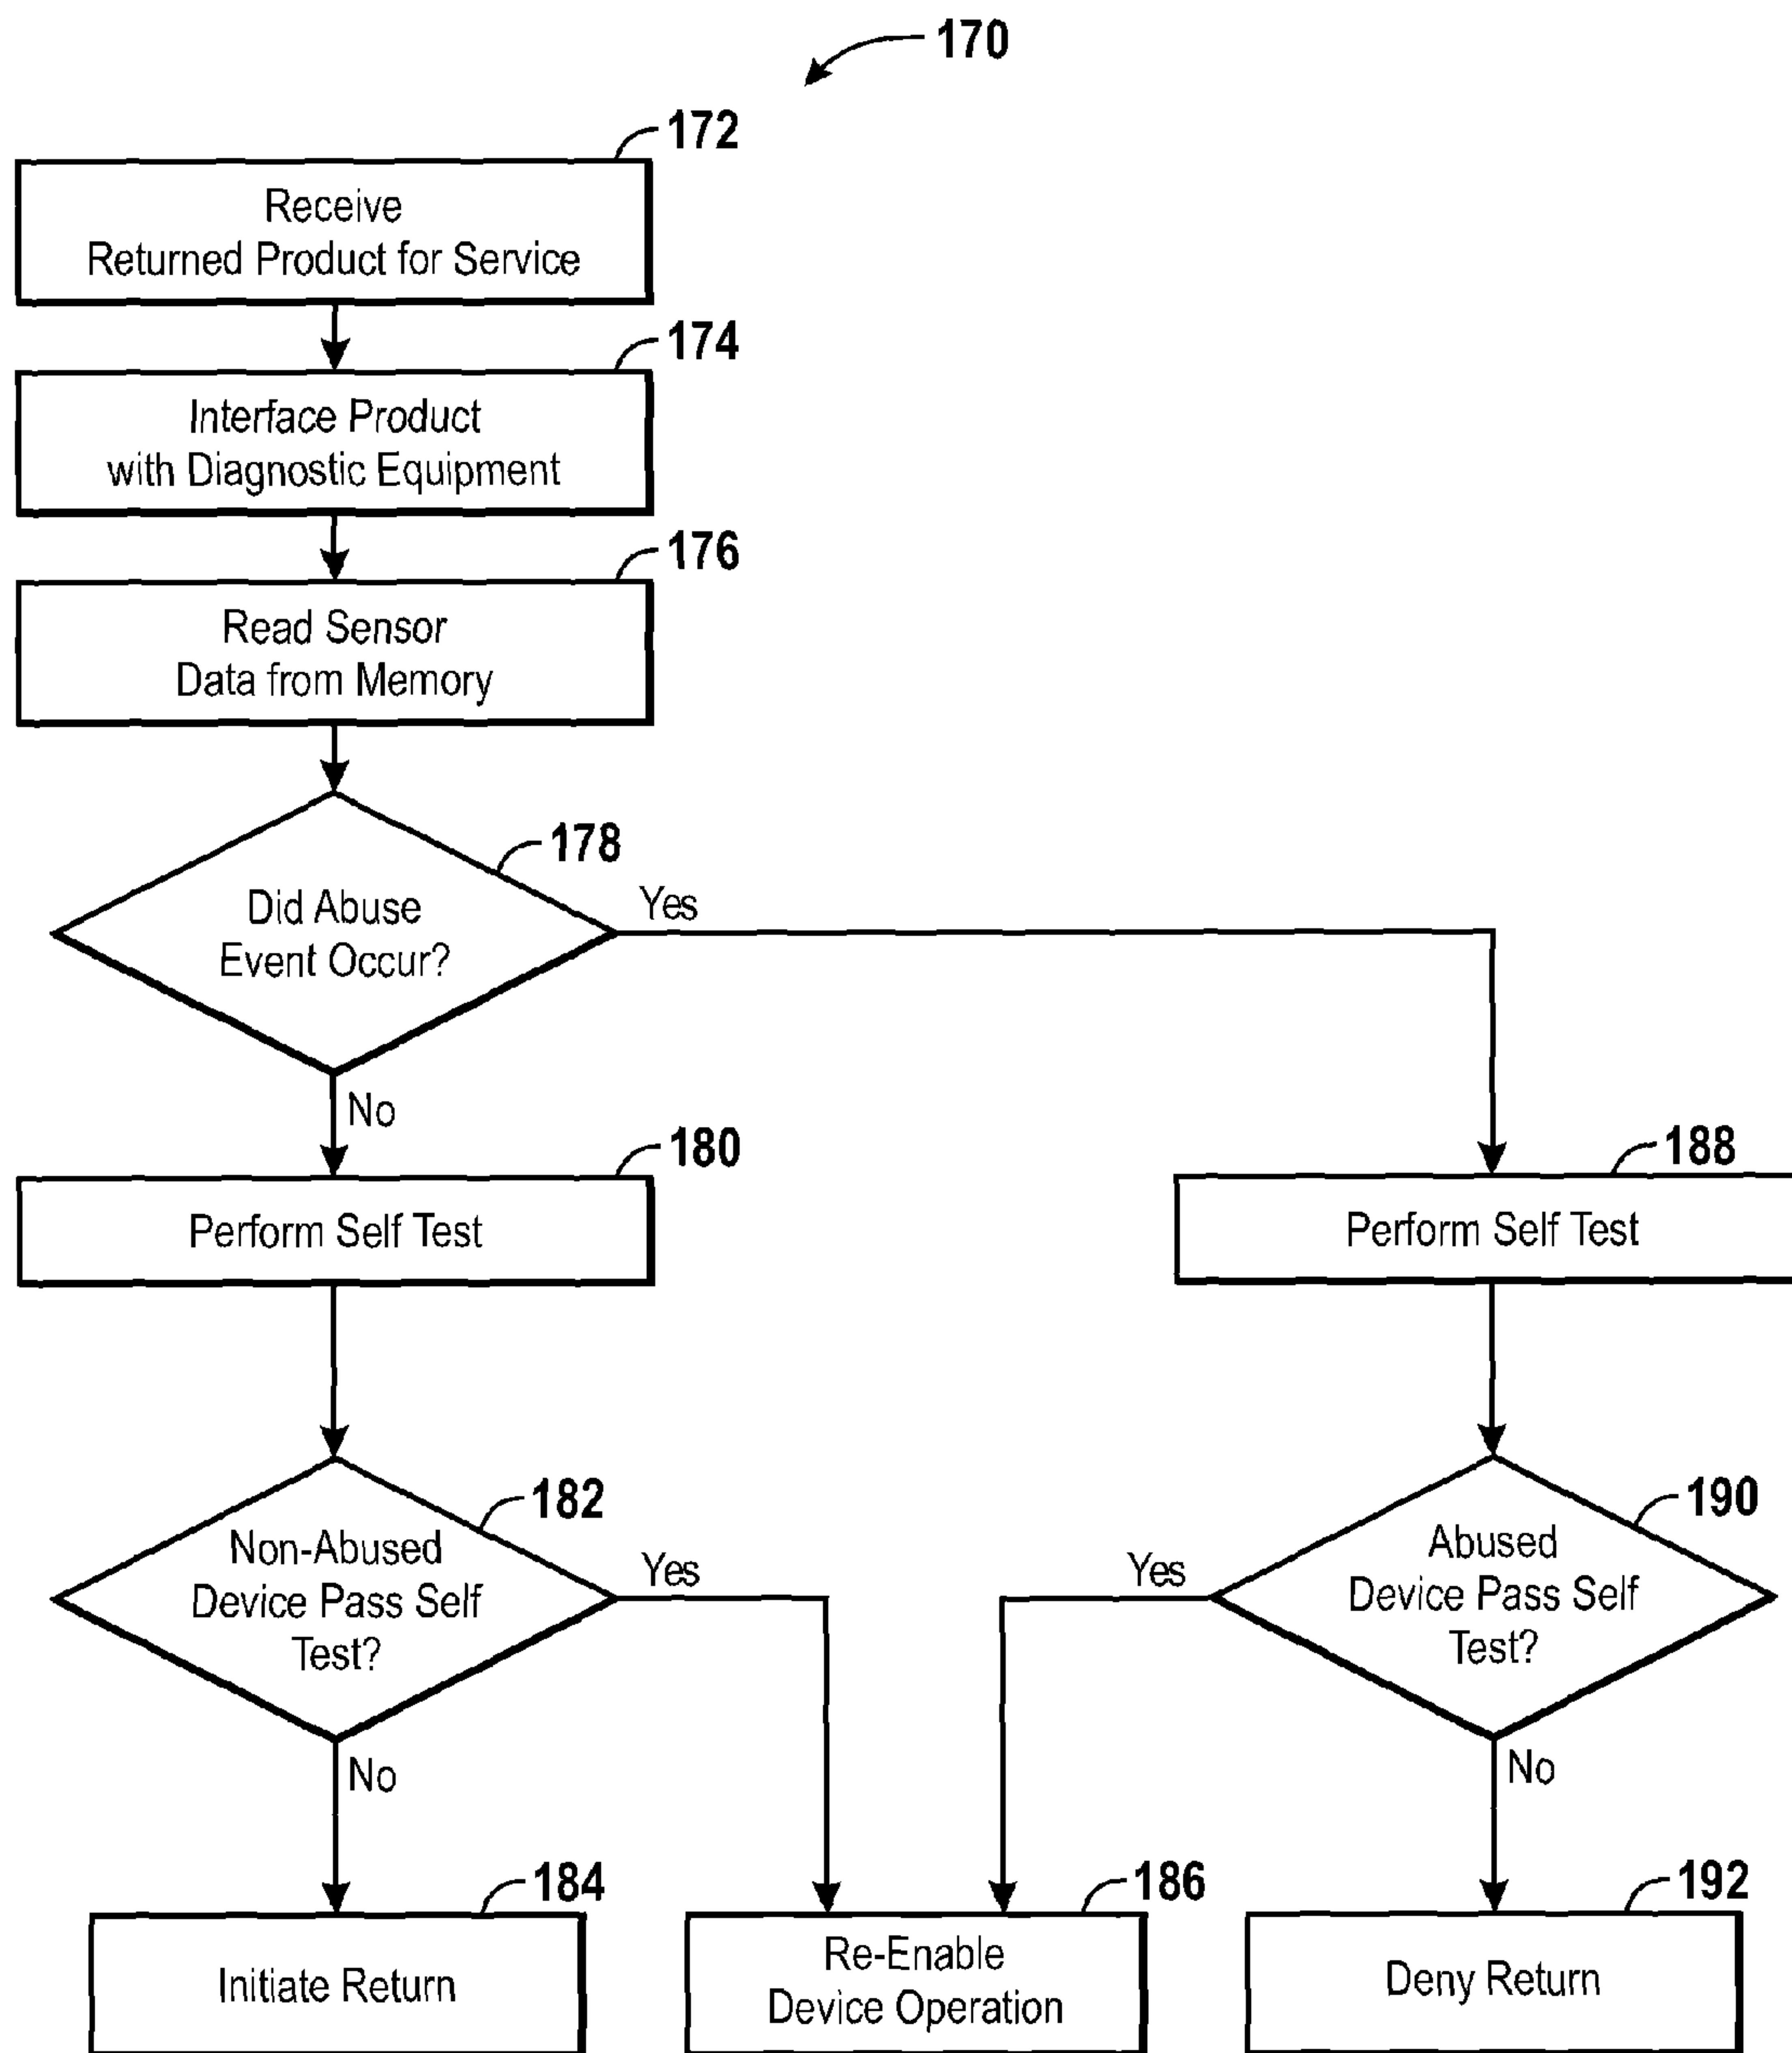 170
172
Receive
Returned Product for Service
174
Interface Product
with Diagnostic Equipment
176
Read Sensor
Data from Memory
178
Did Abuse
Event Occur?
Yes
No
180
Perform Self Test
188
Perform Self Test
182
Non-Abused
Device Pass Self
Test?
Yes
No
190
Abused
Device Pass Self
Test?
Yes
No
184
Initiate Return
186
Re-Enable
Device Operation
192
Deny Return